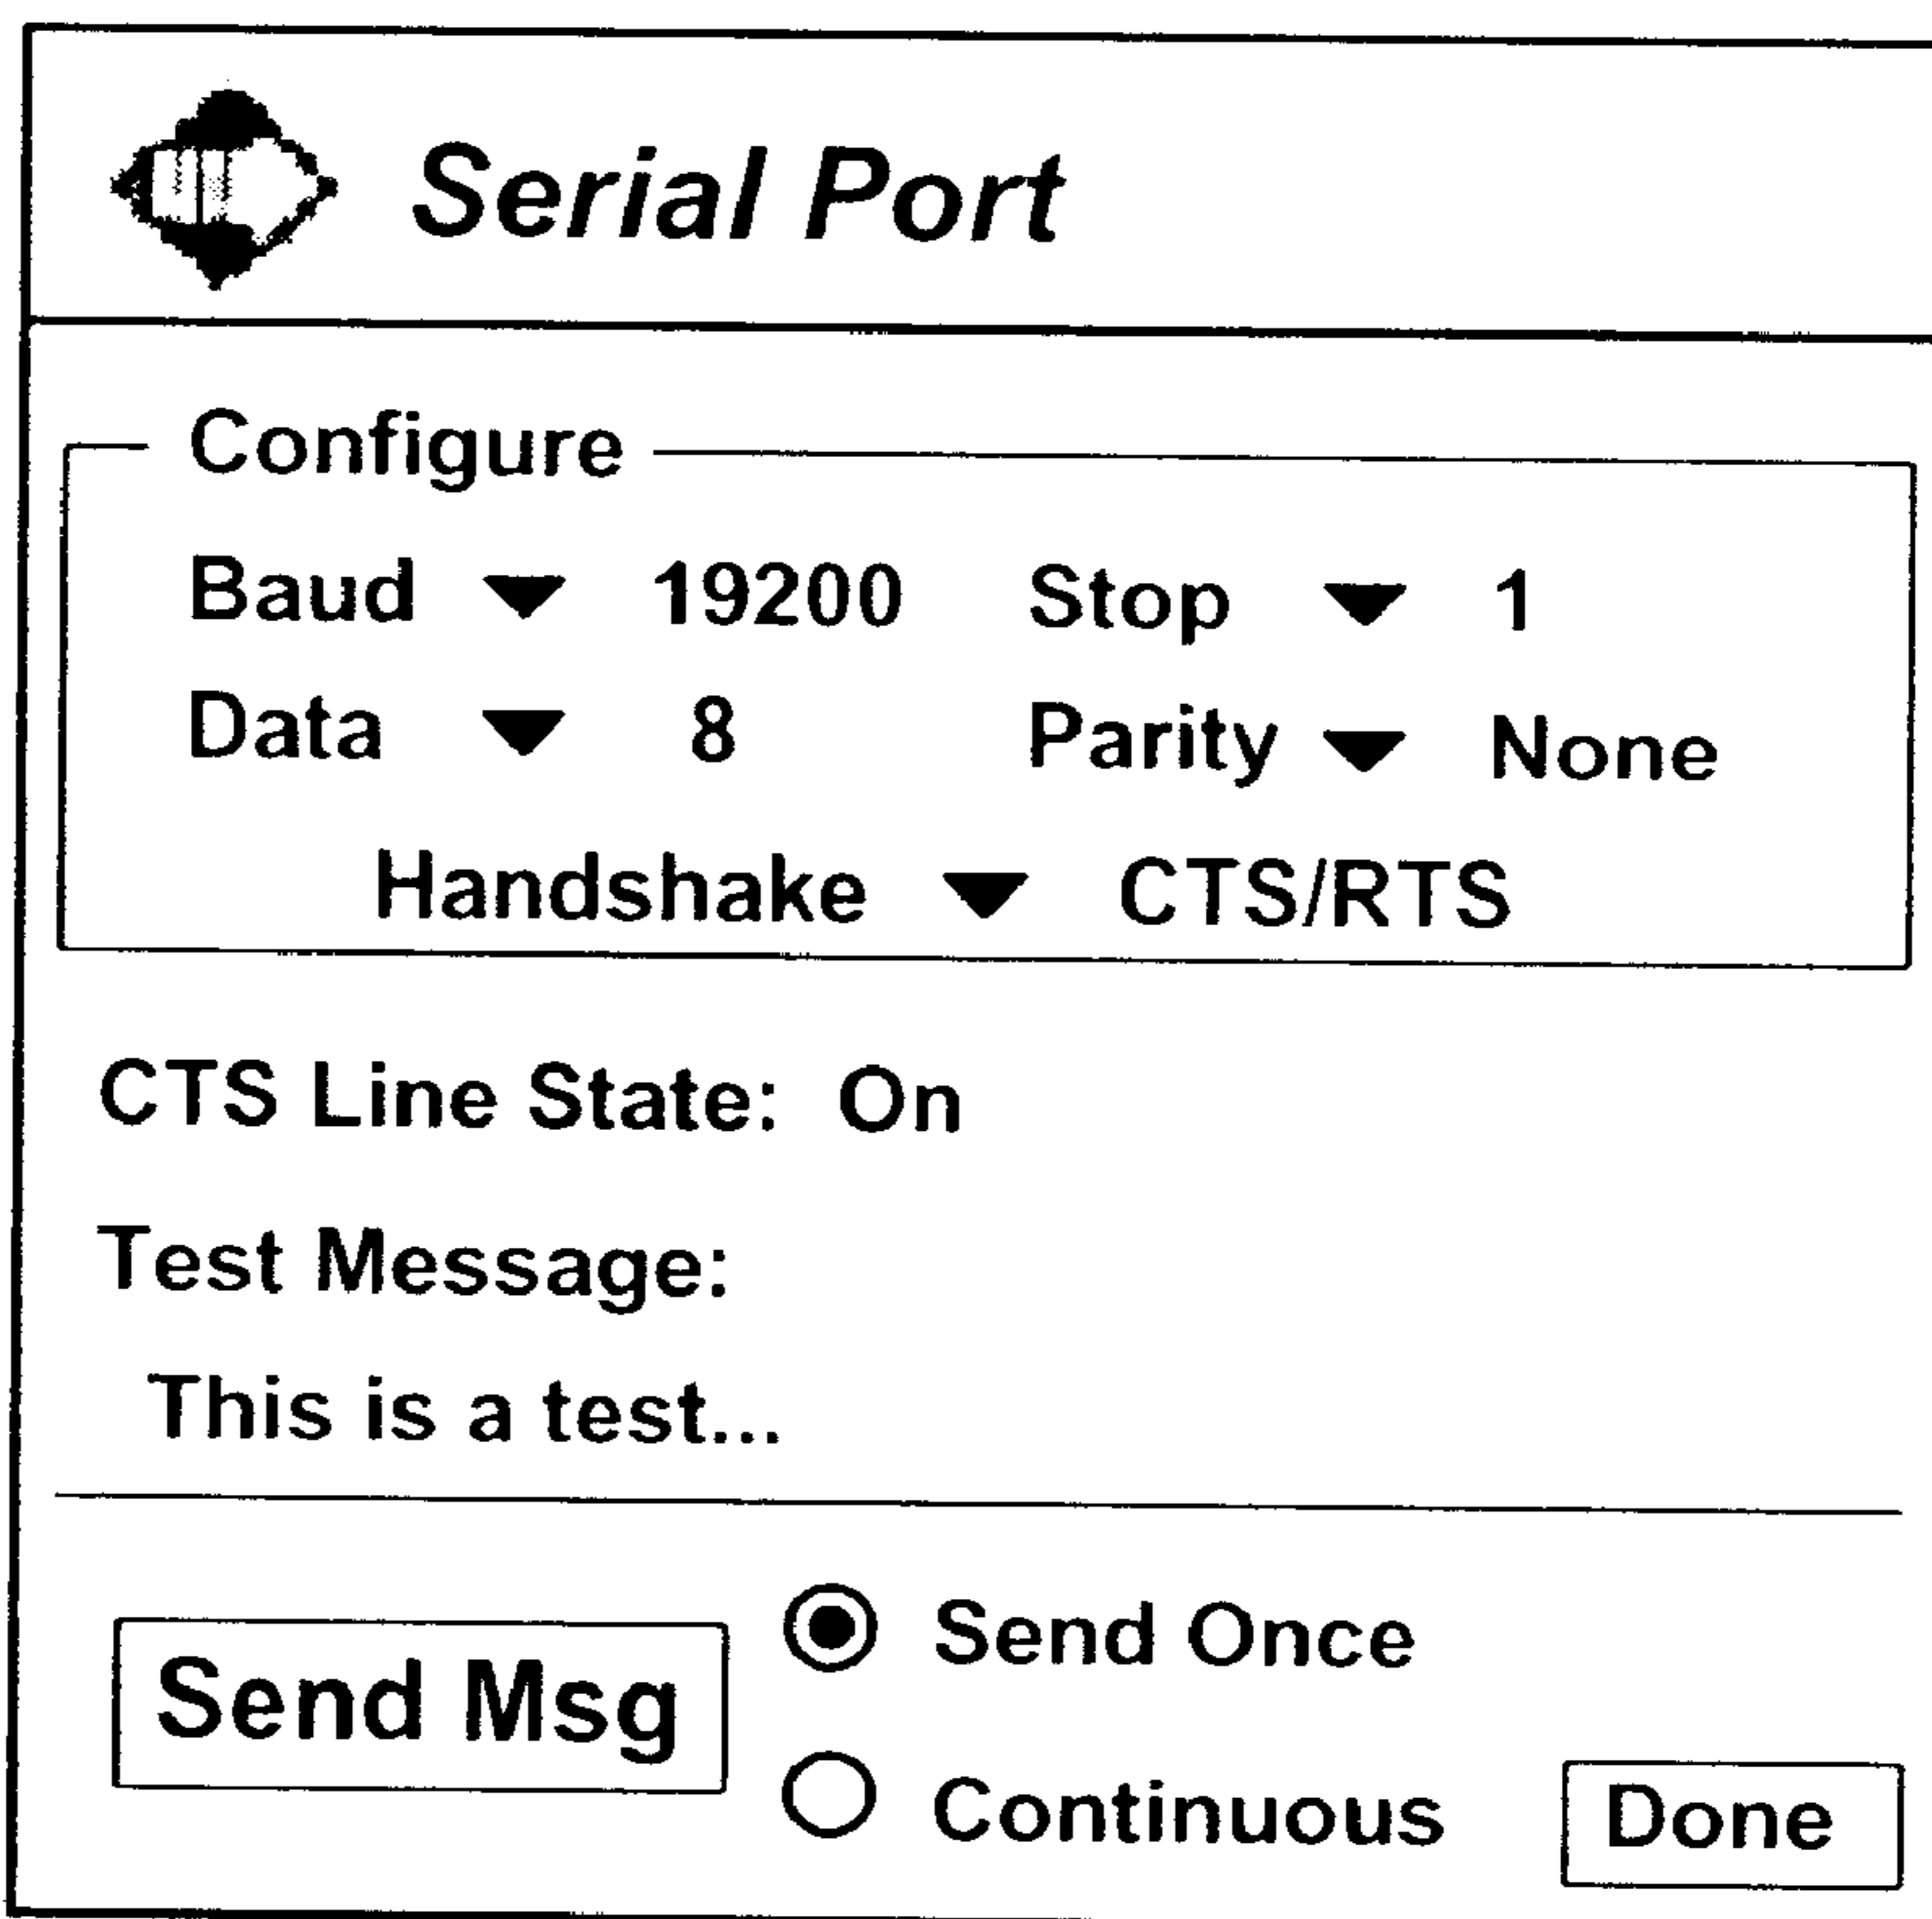 Serial Port
Configure
Baud 19200 Stop 1
Data 8 Parity None
Handshake CTS/RTS
CTS Line State: On
Test Message:
This is a test...
Send Msg
Send Once
Continuous
Done